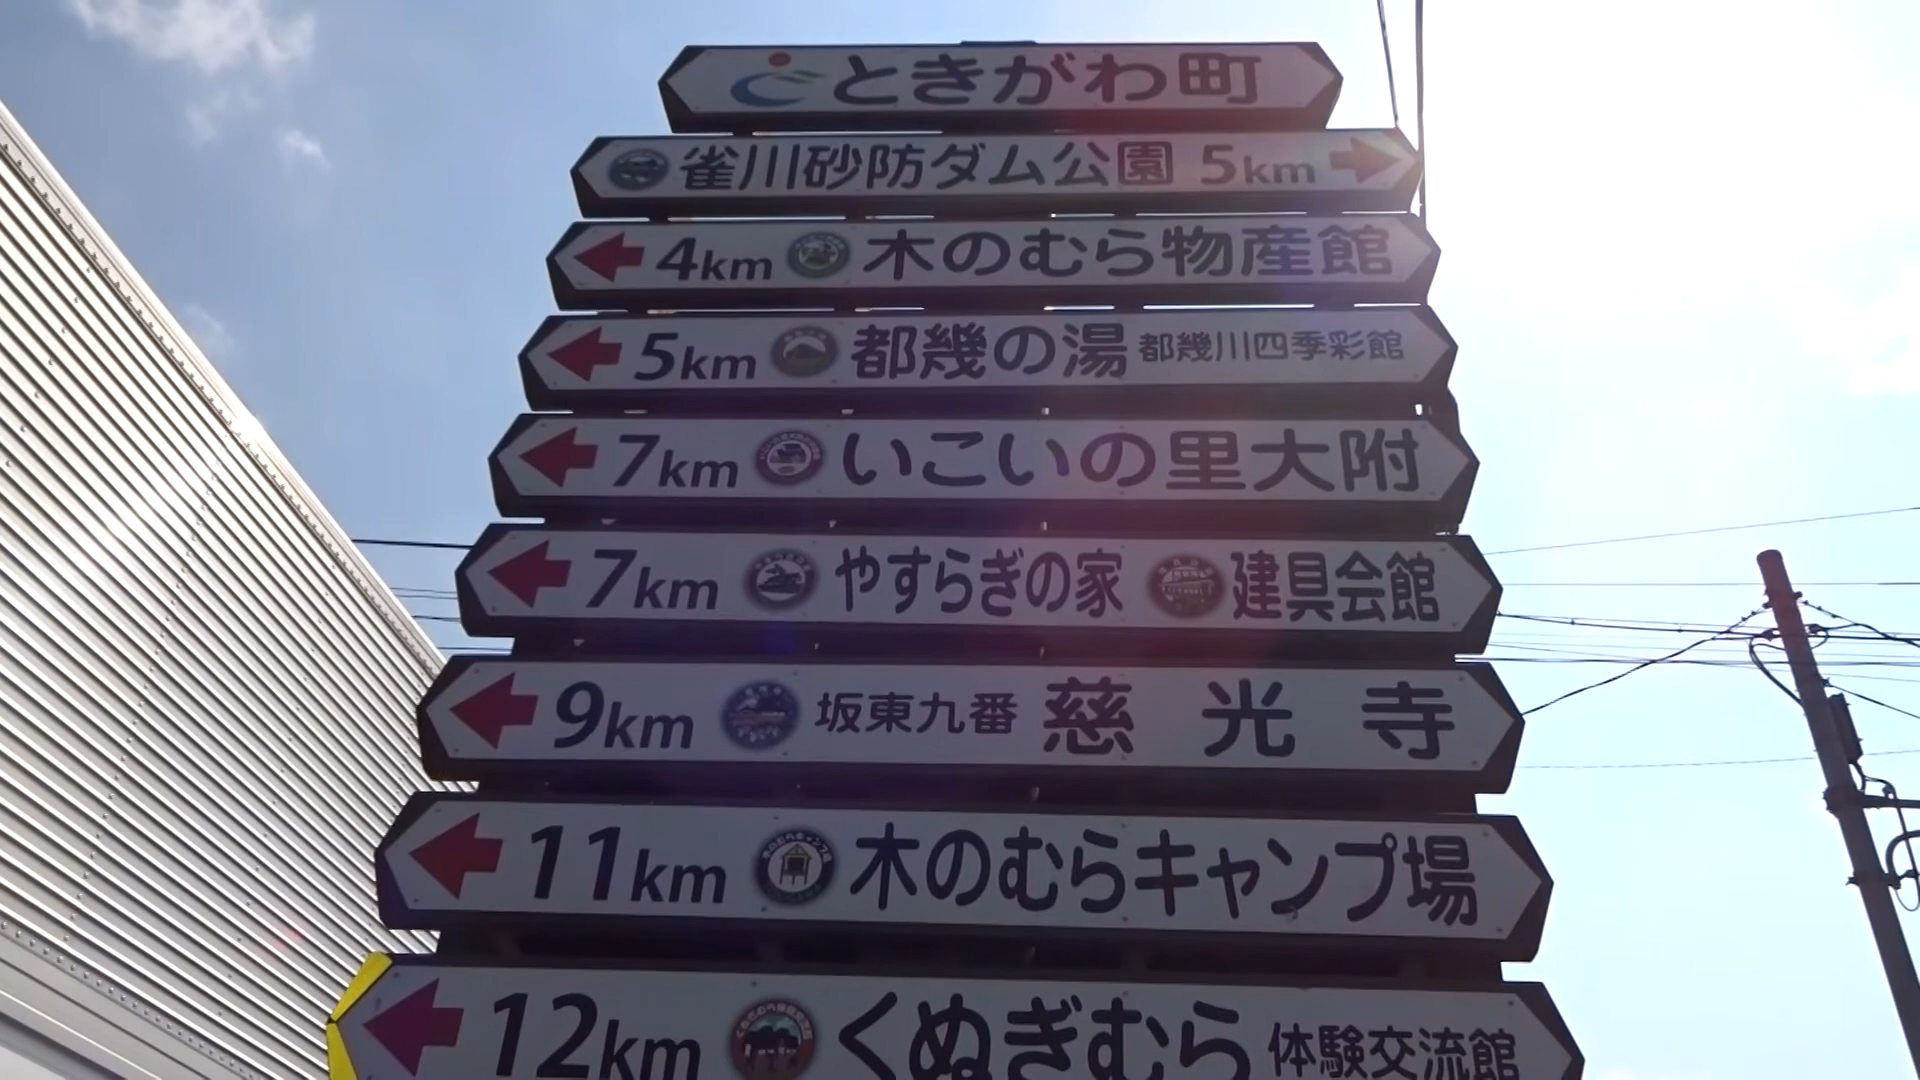 ときがわ町
雀川砂防ダム公園 5km
4km 木のむら物産館
5km 都幾の湯 都幾川四季彩館
7km いこいの里大附
7km やすらぎの家 建具会館
9km 坂東九番 慈光寺
11km 木のむらキャンプ場
12km くぬぎむら 体験交流館